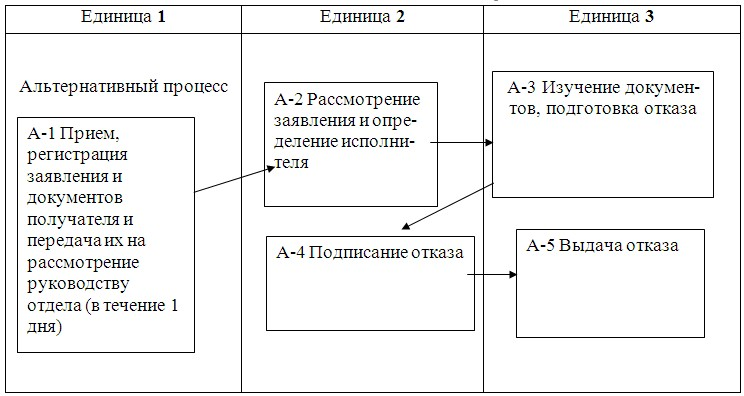 Единица 1
Единица 2
Единица 3
Альтернативный процесс
А-1 Прием,
регистрация
заявления и
документов
получателя и
передача их на
рассмотрение
руководству
отдела (в течение 1
дня)
А-2 Рассмотрение
заявления и опре-
деление исполни-
теля
А-3 Изучение докумен-
тов, подготовка отказа
А-4 Подписание отказа
А-5 Выдача отказа